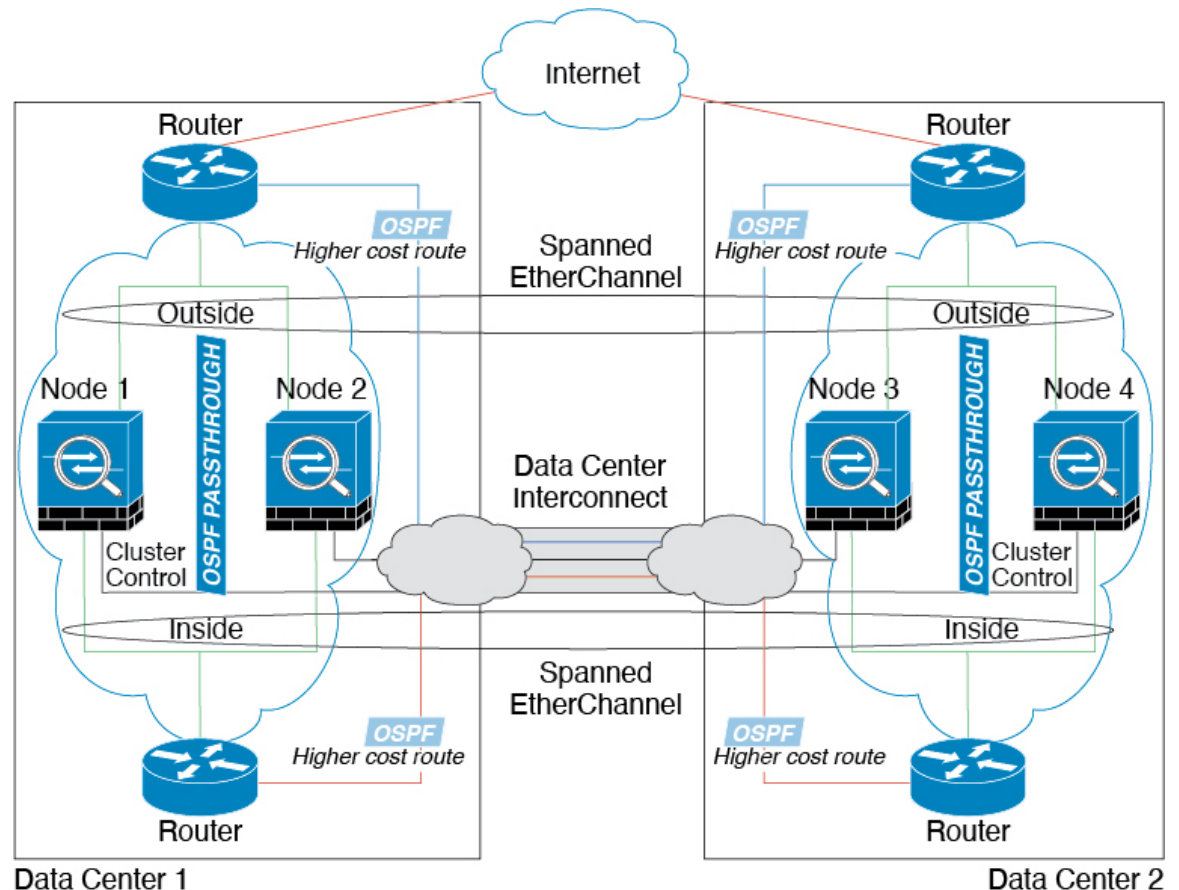 Internet
Router
Router
OSPF
Higher cost route
Spanned
EtherChannel
OSPF
Higher cost route
Outside
Outside
OSPF PASSTHROUGH
OSPF PASSTHROUGH
Node 1
Node 2
Node 3
Node 4
Data Center
Interconnect
Cluster
Control
Cluster
Control
Inside
Inside
Spanned
EtherChannel
OSPF
Higher cost route
OSPF
Higher cost route
Router
Router
Data Center 1
Data Center 2